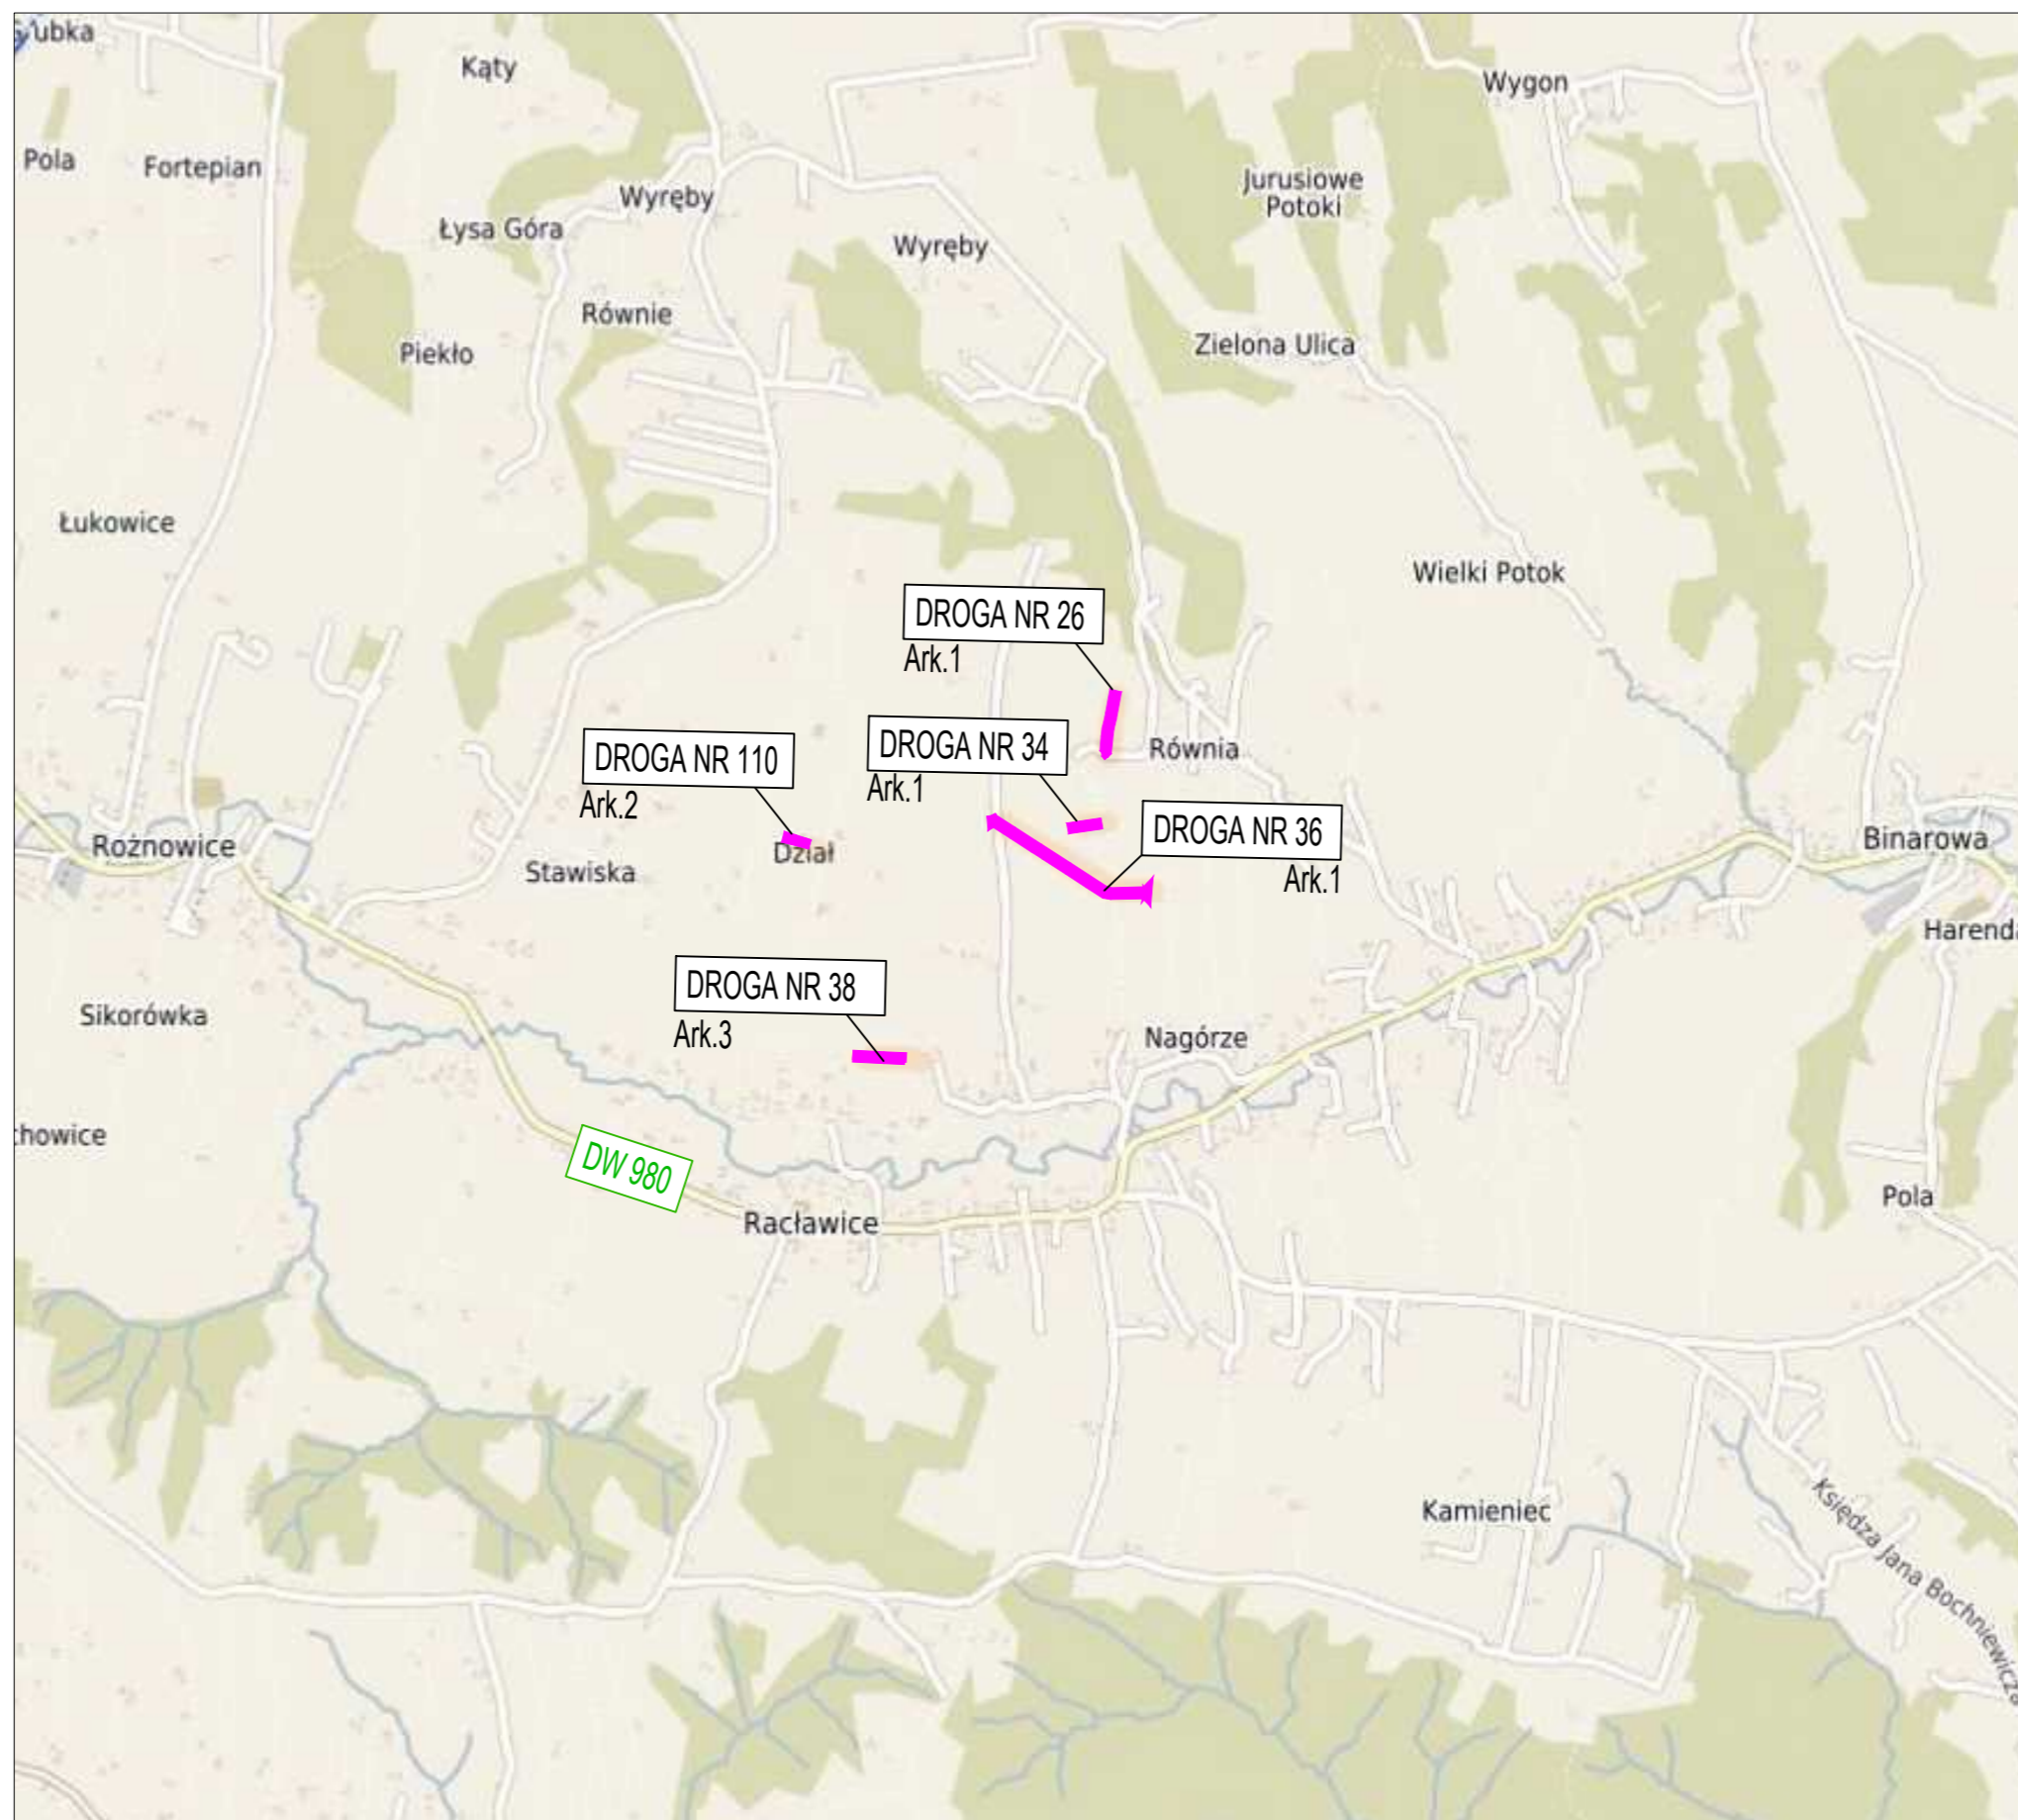 Kąty
Wygon
Pola
Fortepian
Jurusiowe
Potoki
Wyręby
Łysa Góra
Wyręby
Równie
Zielona Ulica
Piekło
Łukowice
Wielki Potok
DROGA NR 26
Ark.1
DROGA NR 34
Ark.1
Równia
DROGA NR 110
Ark.2
DROGA NR 36
Ark.1
Rożnowice
Dział
Stawiska
Binarowa
Harenda
DROGA NR 38
Ark.3
Sikorówka
Nagórze
chowice
DW 980
Pola
Racławice
Kamieniec
Księdza Jana Bochniewicza